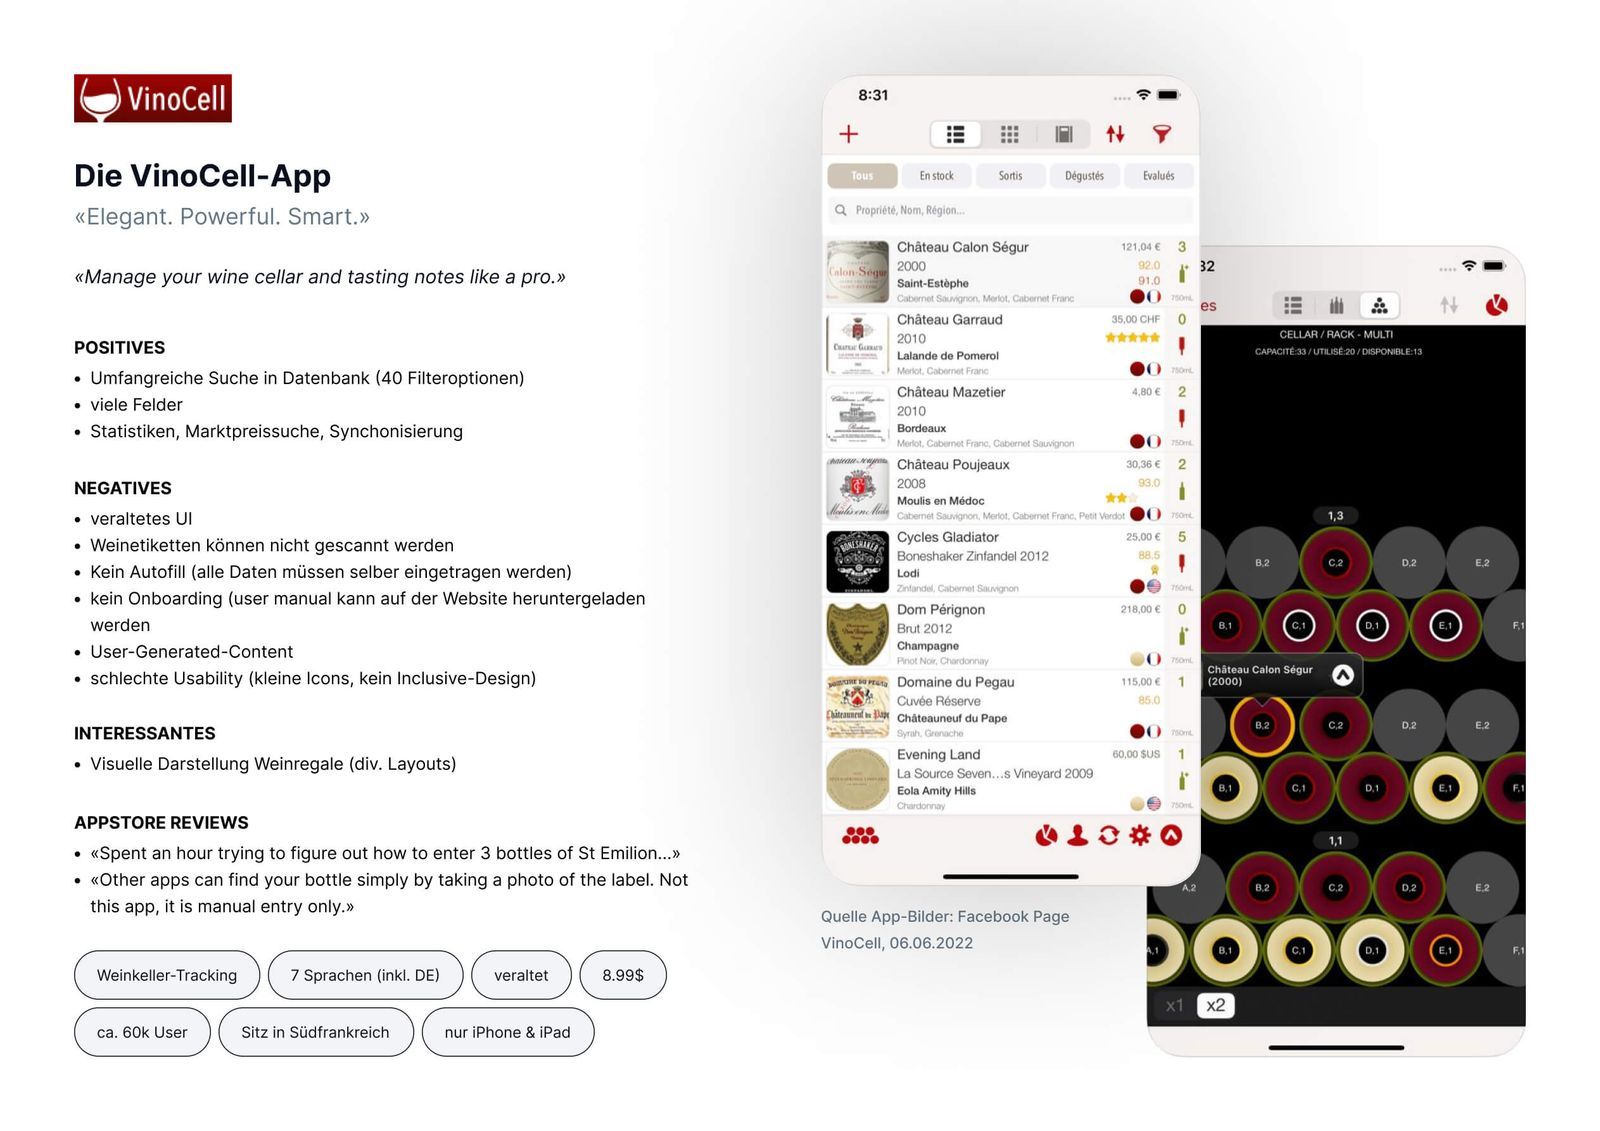 VinoCell
Die VinoCell-App
«Elegant. Powerful. Smart.»
«Manage your wine cellar and tasting notes like a pro.»
POSITIVES
• Umfangreiche Suche in Datenbank (40 Filteroptionen)
• viele Felder
• Statistiken, Marktpreissuche, Synchonisierung
NEGATIVES
• veraltetes UI
• Weinetiketten können nicht gescannt werden
• Kein Autofill (alle Daten müssen selber eingetragen werden)
• kein Onboarding (user manual kann auf der Website heruntergeladen
werden
• User-Generated-Content
• schlechte Usability (kleine Icons, kein Inclusive-Design)
INTERESSANTES
• Visuelle Darstellung Weinregale (div. Layouts)
APPSTORE REVIEWS
• «Spent an hour trying to figure out how to enter 3 bottles of St Emilion...»
• «Other apps can find your bottle simply by taking a photo of the label. Not
this app, it is manual entry only.»
Weinkeller-Tracking 7 Sprachen (inkl. DE) veraltet 8.99$
ca. 60k User Sitz in Südfrankreich nur iPhone & iPad
8:31
Tous En stock Sortis Dégustés Evalués
Propriété, Nom, Région...
Château Calon Ségur 121,04 € 3
2000 92.0
Saint-Estèphe 91.0
Cabernet Sauvignon, Merlot, Cabernet Franc 750mL
Château Garraud 35,00 CHF 0
2010
Lalande de Pomerol
Merlot, Cabernet Franc 750mL
Château Mazetier 4,80 € 2
2010
Bordeaux
Merlot, Cabernet Franc, Cabernet Sauvignon 750mL
Château Poujeaux 30,36 € 2
2008 93.0
Moulis en Médoc
Cabernet Sauvignon, Merlot, Cabernet Franc, Petit Verdot 750mL
Cycles Gladiator 25,00 € 5
Boneshaker Zinfandel 2012 88.5
Lodi
Zinfandel, Cabernet Sauvignon 750mL
Dom Pérignon 218,00 € 0
Brut 2012
Champagne
Pinot Noir, Chardonnay 750mL
Domaine du Pegau 115,00 € 1
Cuvée Réserve 85.0
Châteauneuf du Pape
Syrah, Grenache 750mL
Evening Land 60,00 $US 1
La Source Seven...s Vineyard 2009
Eola Amity Hills
Chardonnay 750mL
Calon-Ségur
CHATEAU GARRAUD
BONESHAKER
ZINFANDEL
DOMAINE DU PEGAU
Châteauneuf du Pape
Quelle App-Bilder: Facebook Page
VinoCell, 06.06.2022
32
es
CELLAR / RACK - MULTI
CAPACITÉ:33 / UTILISÉ:20 / DISPONIBLE:13
1,3
B,2 C,2 D,2 E,2
B,1 C,1 D,1 E,1 F,1
Château Calon Ségur
(2000)
B,2 C,2 D,2 E,2
B,1 C,1 D,1 E,1 F,1
1,1
A,2 B,2 C,2 D,2 E,2
A,1 B,1 C,1 D,1 E,1 F,1
x1 x2